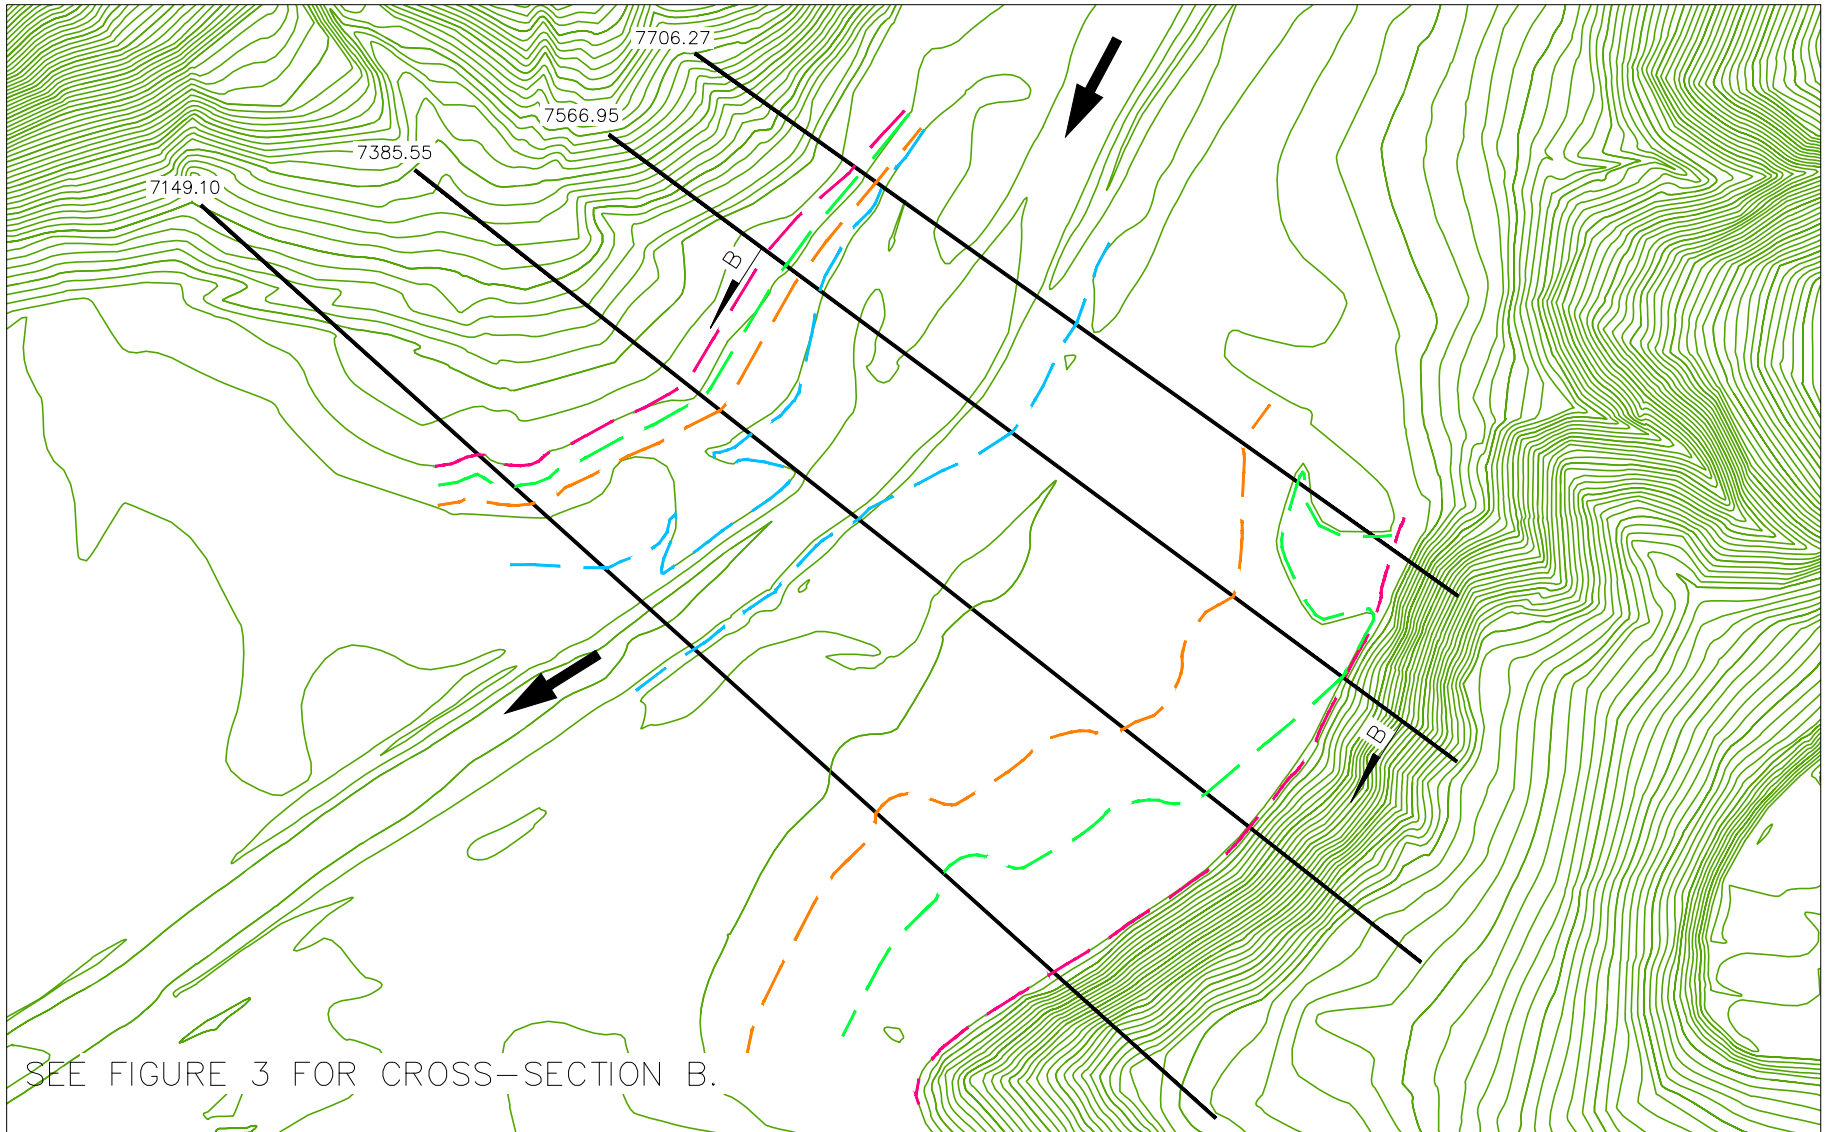 7706.27
7566.95
7385.55
7149.10
B
B
SEE FIGURE 3 FOR CROSS-SECTION B.